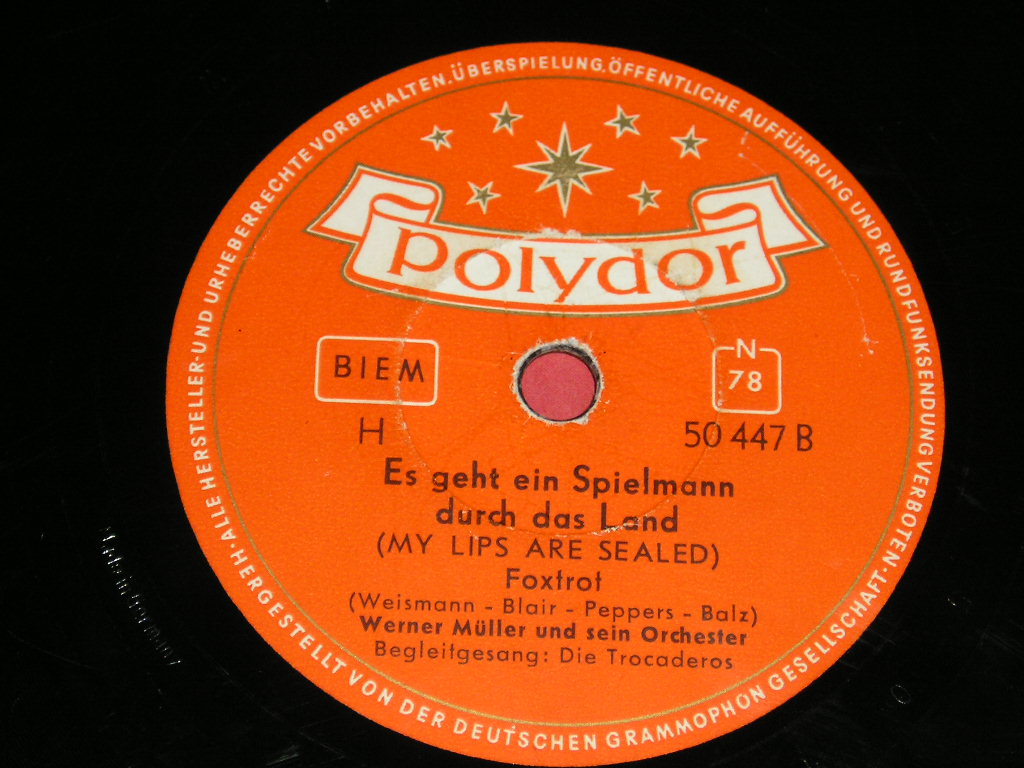 ALLE HERSTELLER-UND URHEBERRECHTE VORBEHALTEN. ÜBERSPIELUNG, ÖFFENTLICHE AUFFÜHRUNG UND RUNDFUNKSENDUNG VERBOTEN · HERGESTELLT VON DER DEUTSCHEN GRAMMOPHON GESELLSCHAFT ·
polydor
BIEM
N
78
H
50 447 B
Es geht ein Spielmann
durch das Land
(MY LIPS ARE SEALED)
Foxtrot
(Weismann - Blair - Peppers - Balz)
Werner Müller und sein Orchester
Begleitgesang: Die Trocaderos